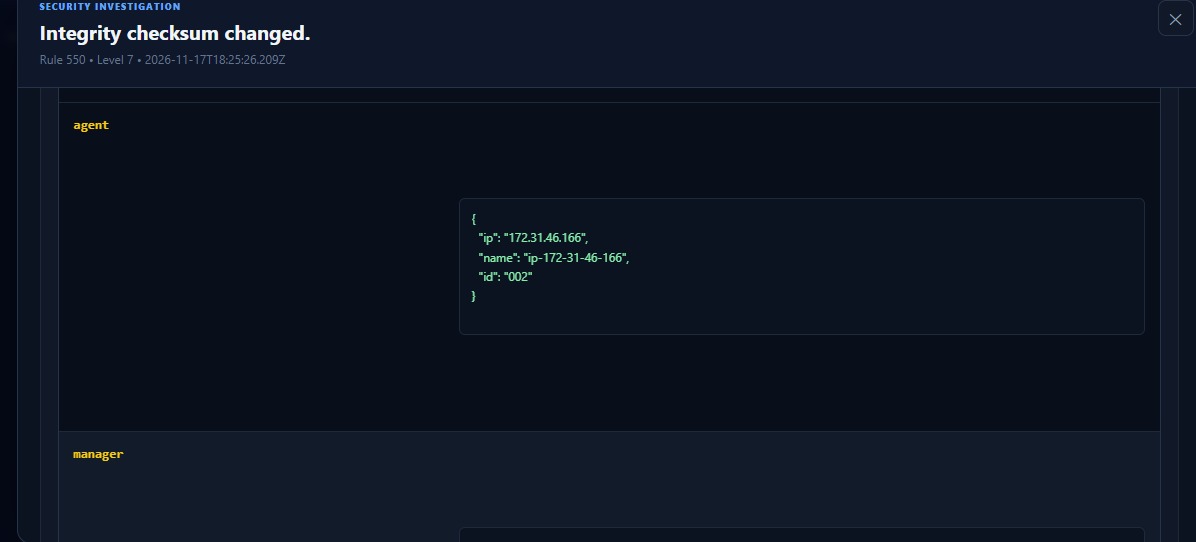 SECURITY INVESTIGATION
Integrity checksum changed.
Rule 550 • Level 7 • 2026-11-17T18:25:26.209Z
agent
{
"ip": "172.31.46.166",
"name": "ip-172-31-46-166",
"id": "002"
}
manager